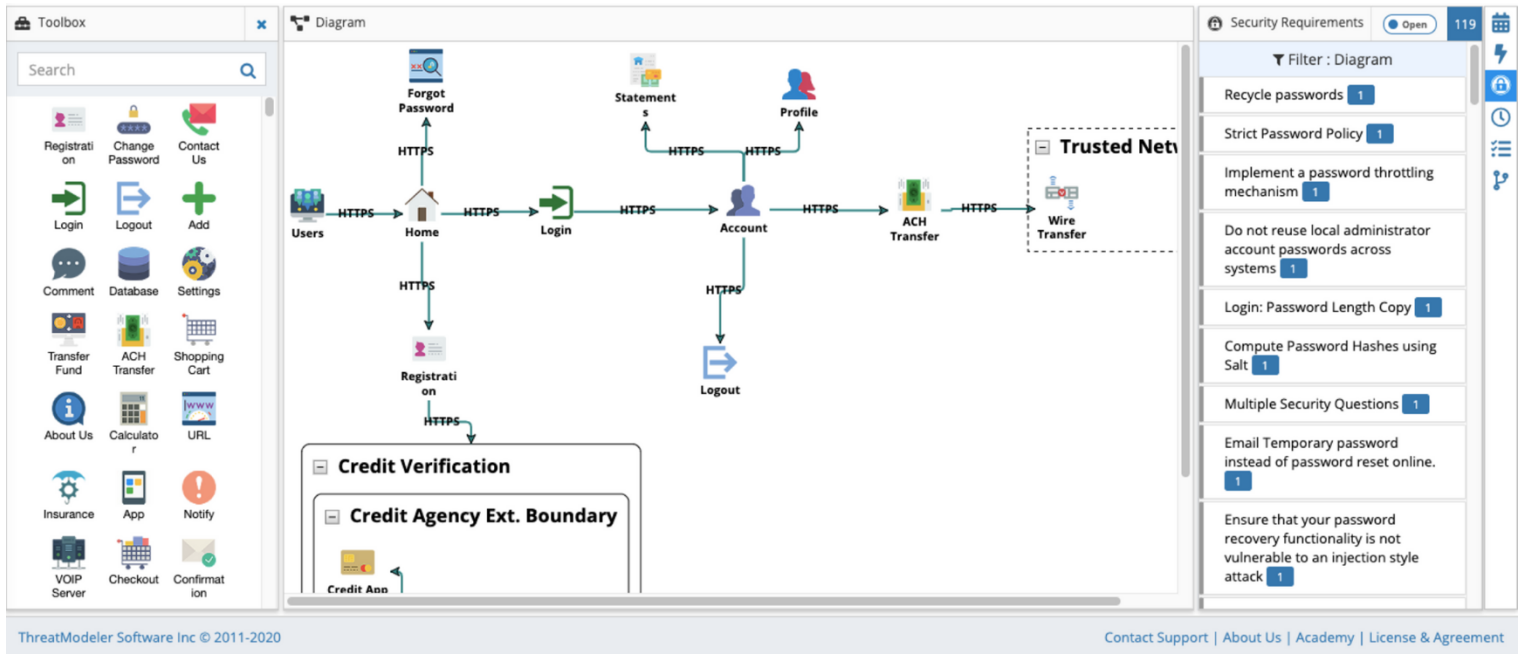 Toolbox
Search
Registrati
on
Change
Password
Contact
Us
Login
Logout
Add
Comment
Database
Settings
Transfer
Fund
ACH
Transfer
Shopping
Cart
WWW
About Us
Calculato
r
URL
Insurance
App
Notify
VOIP
Server
Checkout
Confirmat
ion
Diagram
Forgot
Password
Statement
s
Profile
HTTPS
HTTPS
HTTPS
Trusted Netw
Users
HTTPS
Home
HTTPS
Login
HTTPS
Account
HTTPS
ACH
Transfer
HTTPS
Wire
Transfer
HTTPS
HTTPS
Registrati
on
Logout
HTTPS
Credit Verification
Credit Agency Ext. Boundary
Credit App
Security Requirements
Open
119
Filter : Diagram
Recycle passwords 1
Strict Password Policy 1
Implement a password throttling
mechanism 1
Do not reuse local administrator
account passwords across
systems 1
Login: Password Length Copy 1
Compute Password Hashes using
Salt 1
Multiple Security Questions 1
Email Temporary password
instead of password reset online.
1
Ensure that your password
recovery functionality is not
vulnerable to an injection style
attack 1
ThreatModeler Software Inc © 2011-2020
Contact Support | About Us | Academy | License & Agreement